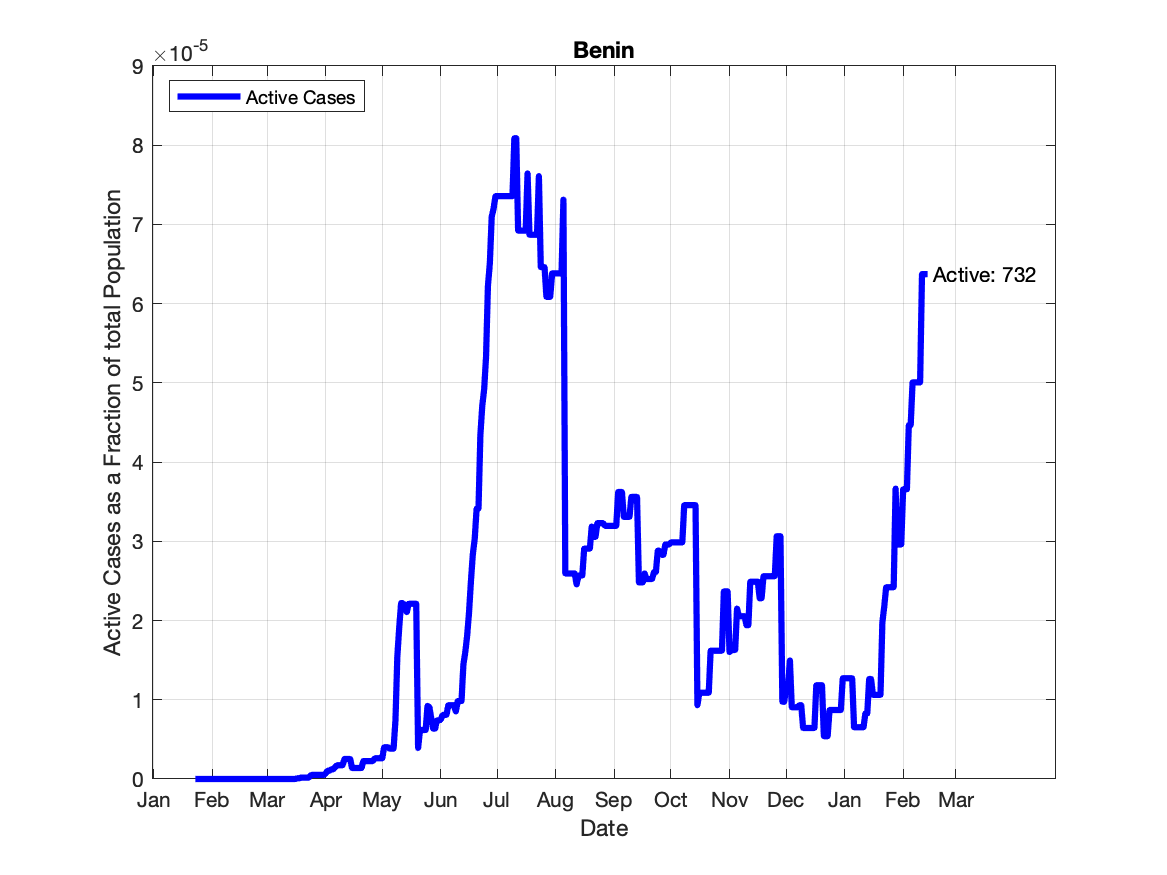 Benin
×10-5
Active Cases
Active: 732
Active Cases as a Fraction of total Population
9
8
7
6
5
4
3
2
1
0
Jan Feb Mar Apr May Jun Jul Aug Sep Oct Nov Dec Jan Feb Mar
Date